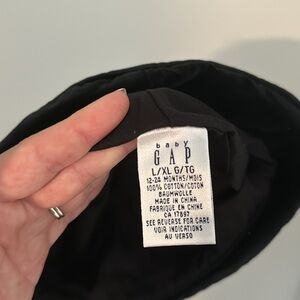 baby
GAP
L/XL G/TG
12-24 MONTHS/MOIS
100% COTTON/COTON
BAUMWOLLE
MADE IN CHINA
FABRIQUE EN CHINE
CA 17897
SEE REVERSE FOR CARE
VOIR INDICATIONS
AU VERSO